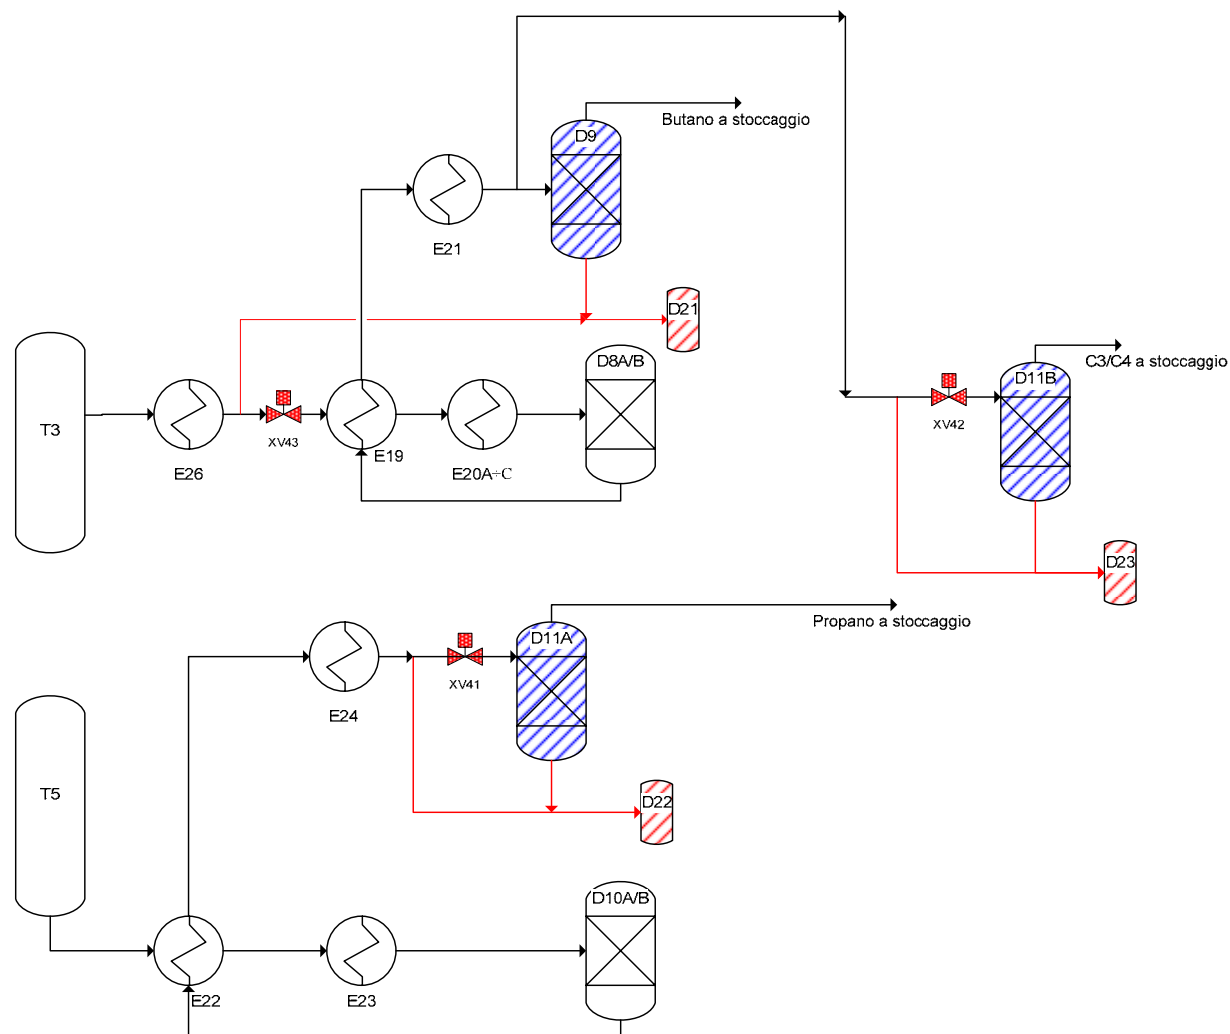 Butano a stoccaggio
D9
E21
D21
D8A/B
C3/C4 a stoccaggio
D11B
T3
XV43
XV42
E19
E26
E20A÷C
D23
Propano a stoccaggio
D11A
XV41
E24
T5
D22
D10A/B
E22
E23